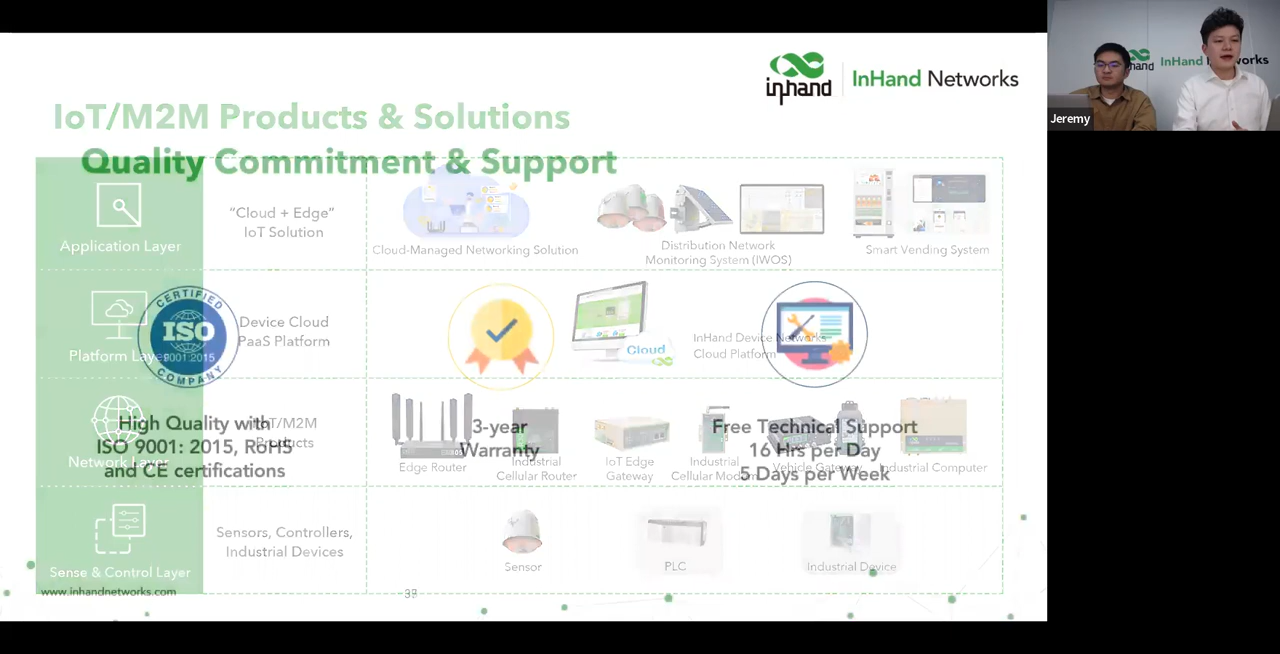 inhand
InHand Networks
IoT/M2M Products & Solutions
Quality Commitment & Support
Application Layer
"Cloud + Edge"
IoT Solution
Cloud-Managed Networking Solution
Distribution Network
Monitoring System (IWOS)
Smart Vending System
Platform Layer
Device Cloud
PaaS Platform
Cloud
InHand Device Networks
Cloud Platform
CERTIFIED
ISO
9001:2015
COMPANY
High Quality with
ISO 9001: 2015, RoHS
and CE certifications
3-year
Warranty
Free Technical Support
16 Hrs per Day
5 Days per Week
Network Layer
IoT/M2M
Products
Edge Router
Industrial
Cellular Router
IoT Edge
Gateway
Industrial
Cellular Modem
Vehicle Gateway
Industrial Computer
Sense & Control Layer
Sensors, Controllers,
Industrial Devices
Sensor
PLC
Industrial Device
www.inhandnetworks.com
InHand Networks
Jeremy